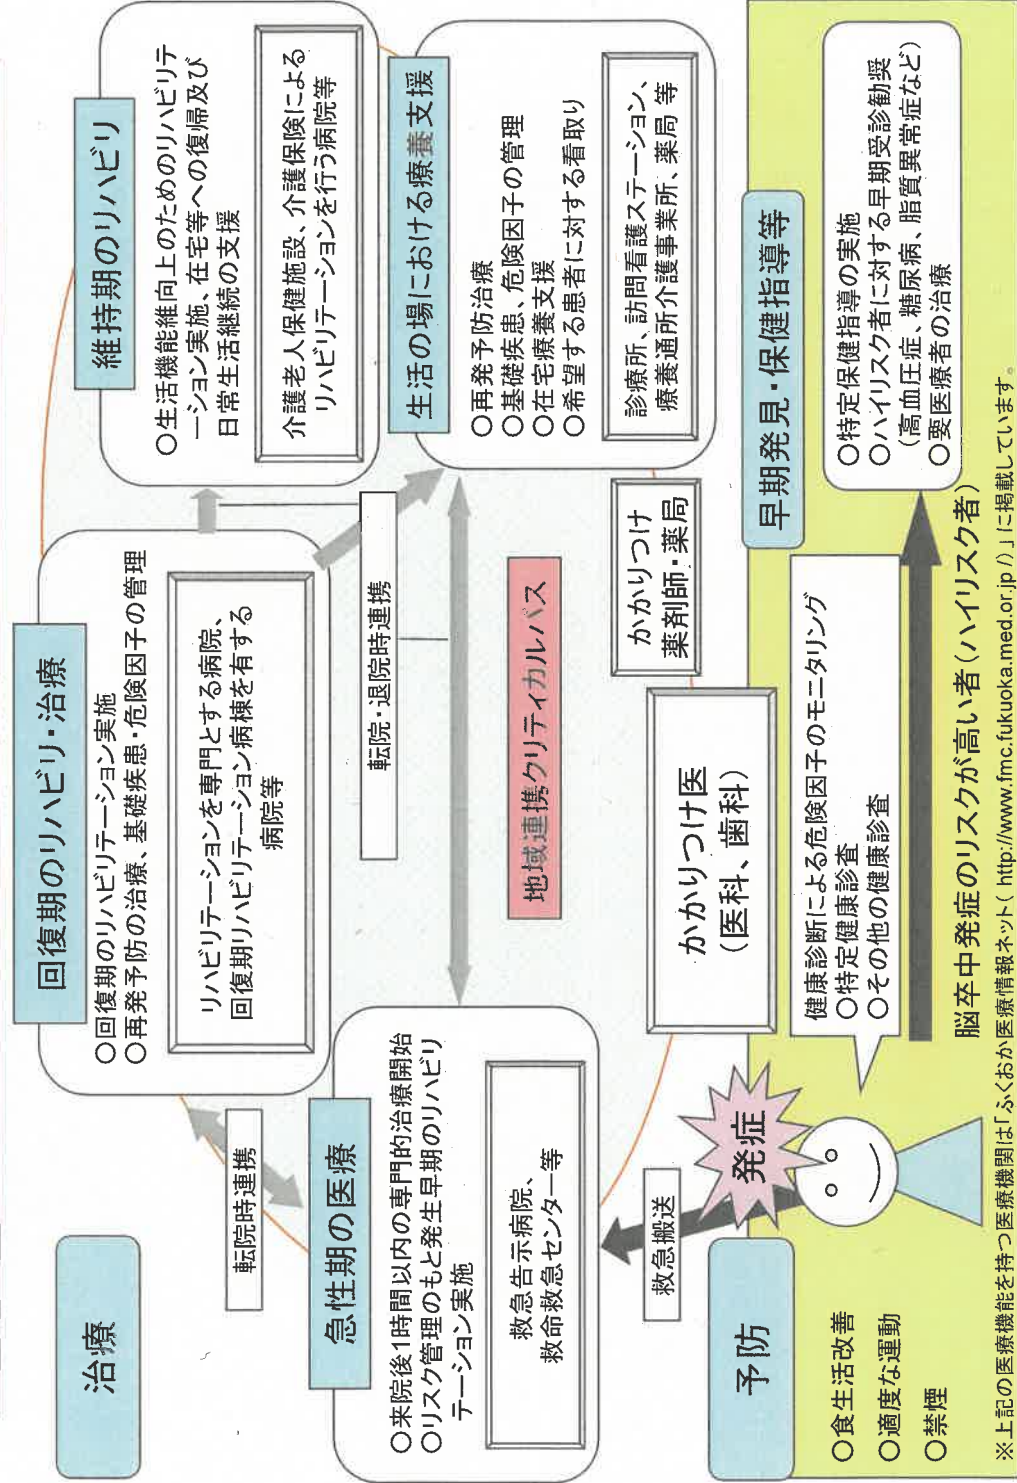 治療
回復期のリハビリ・治療
○回復期のリハビリテーション実施
○再発予防の治療、基礎疾患・危険因子の管理
リハビリテーションを専門とする病院、
回復期リハビリテーション病棟を有する
病院等
維持期のリハビリ
○生活機能維向上のためのリハビリテ
ーション実施、在宅等への復帰及び
日常生活継続の支援
介護老人保健施設、介護保険による
リハビリテーションを行う病院等
転院時連携
転院・退院時連携
急性期の医療
○来院後1時間以内の専門的治療開始
○リスク管理のもと発生早期のリハビリ
テーション実施
救急告示病院、
救命救急センター等
生活の場における療養支援
○再発予防治療
○基礎疾患、危険因子の管理
○在宅療養支援
○希望する患者に対する看取り
診療所、訪問看護ステーション、
療養通所介護事業所、薬局 等
地域連携クリティカルパス
かかりつけ
薬剤師・薬局
かかりつけ医
(医科、歯科)
救急搬送
発症
予防
○食生活改善
○適度な運動
○禁煙
健康診断による危険因子のモニタリング
○特定健康診査
○その他の健康診査
早期発見・保健指導等
○特定保健指導の実施
○ハイリスク者に対する早期受診勧奨
(高血圧症、糖尿病、脂質異常症など)
○要医療者の治療
脳卒中発症のリスクが高い者(ハイリスク者)
※上記の医療機能を持つ医療機関は「ふくおか医療情報ネット( http://www.fmc.fukuoka.med.or.jp /)」に掲載しています。